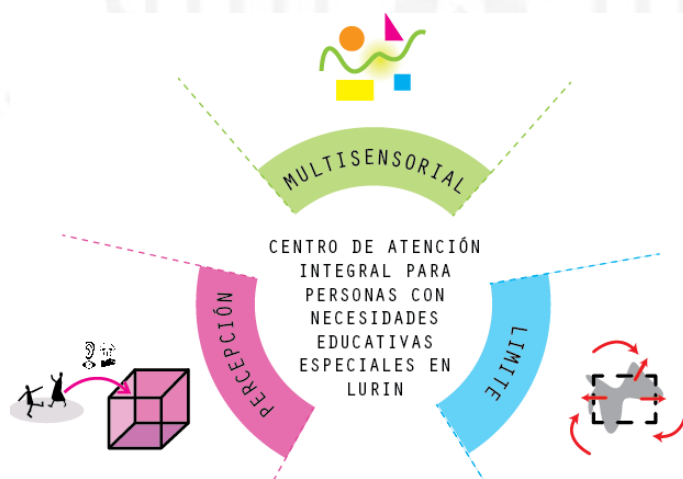 MULTISENSORIAL
CENTRO DE ATENCIÓN
INTEGRAL PARA
PERSONAS CON
NECESIDADES
EDUCATIVAS
ESPECIALES EN
LURIN
PERCEPCIÓN
LIMITE